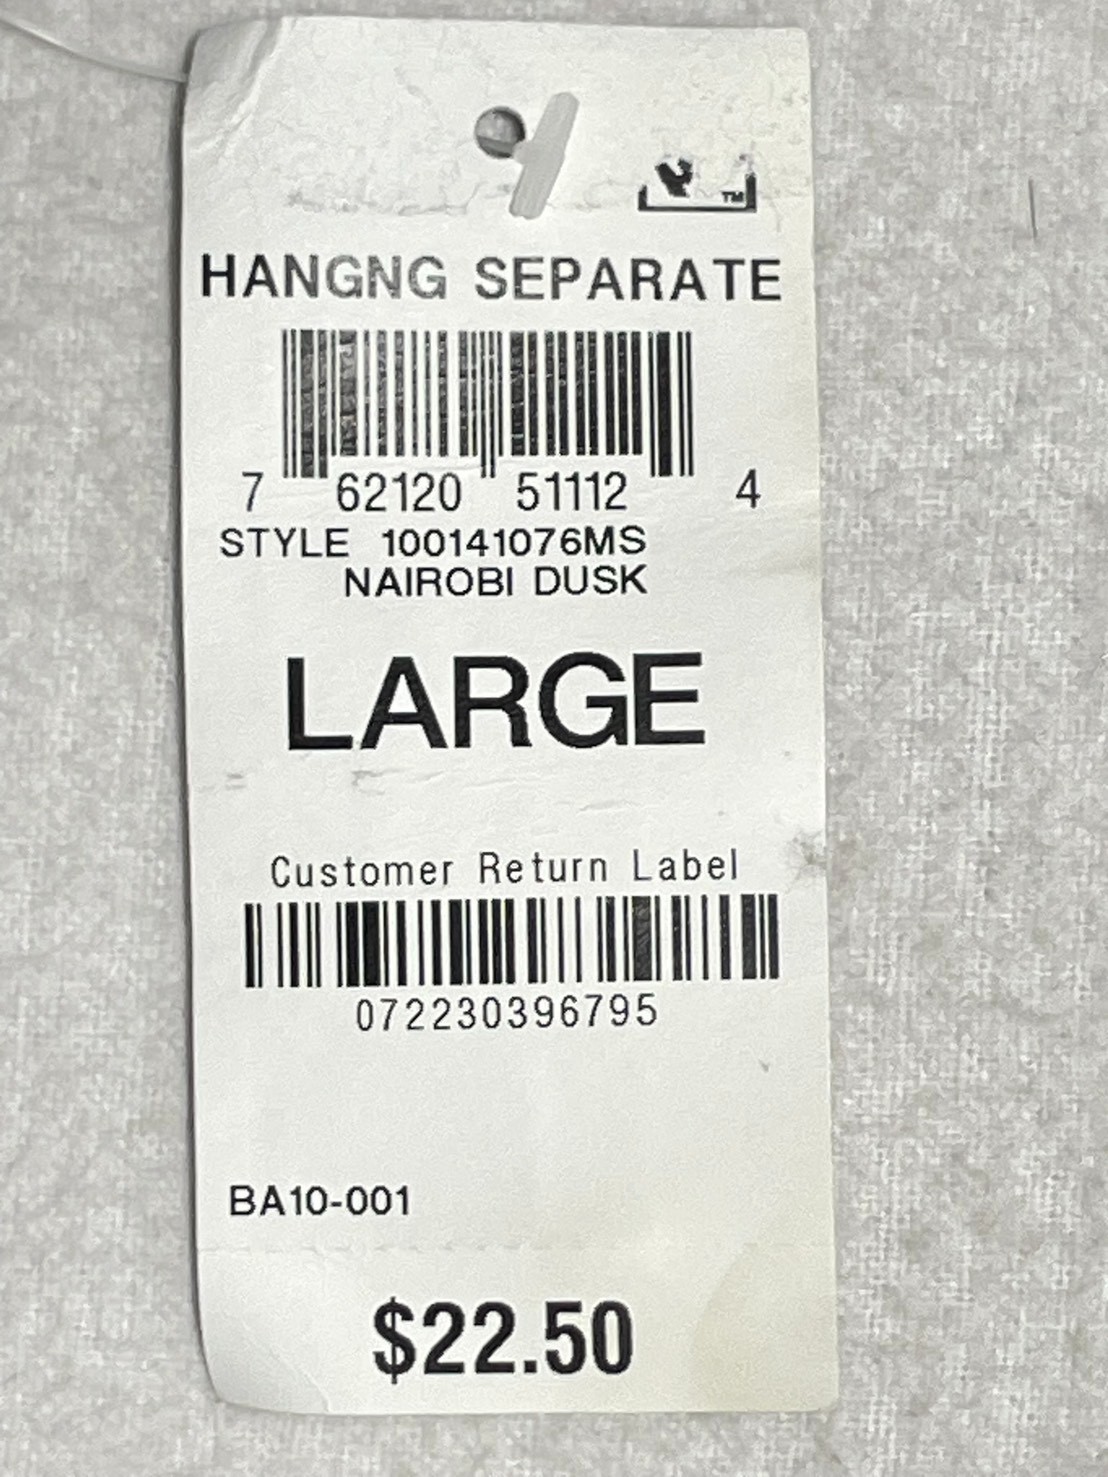 TM
HANGNG SEPARATE
7 62120 51112 4
STYLE 100141076MS
NAIROBI DUSK
LARGE
Customer Return Label
072230396795
BA10-001
$22.50